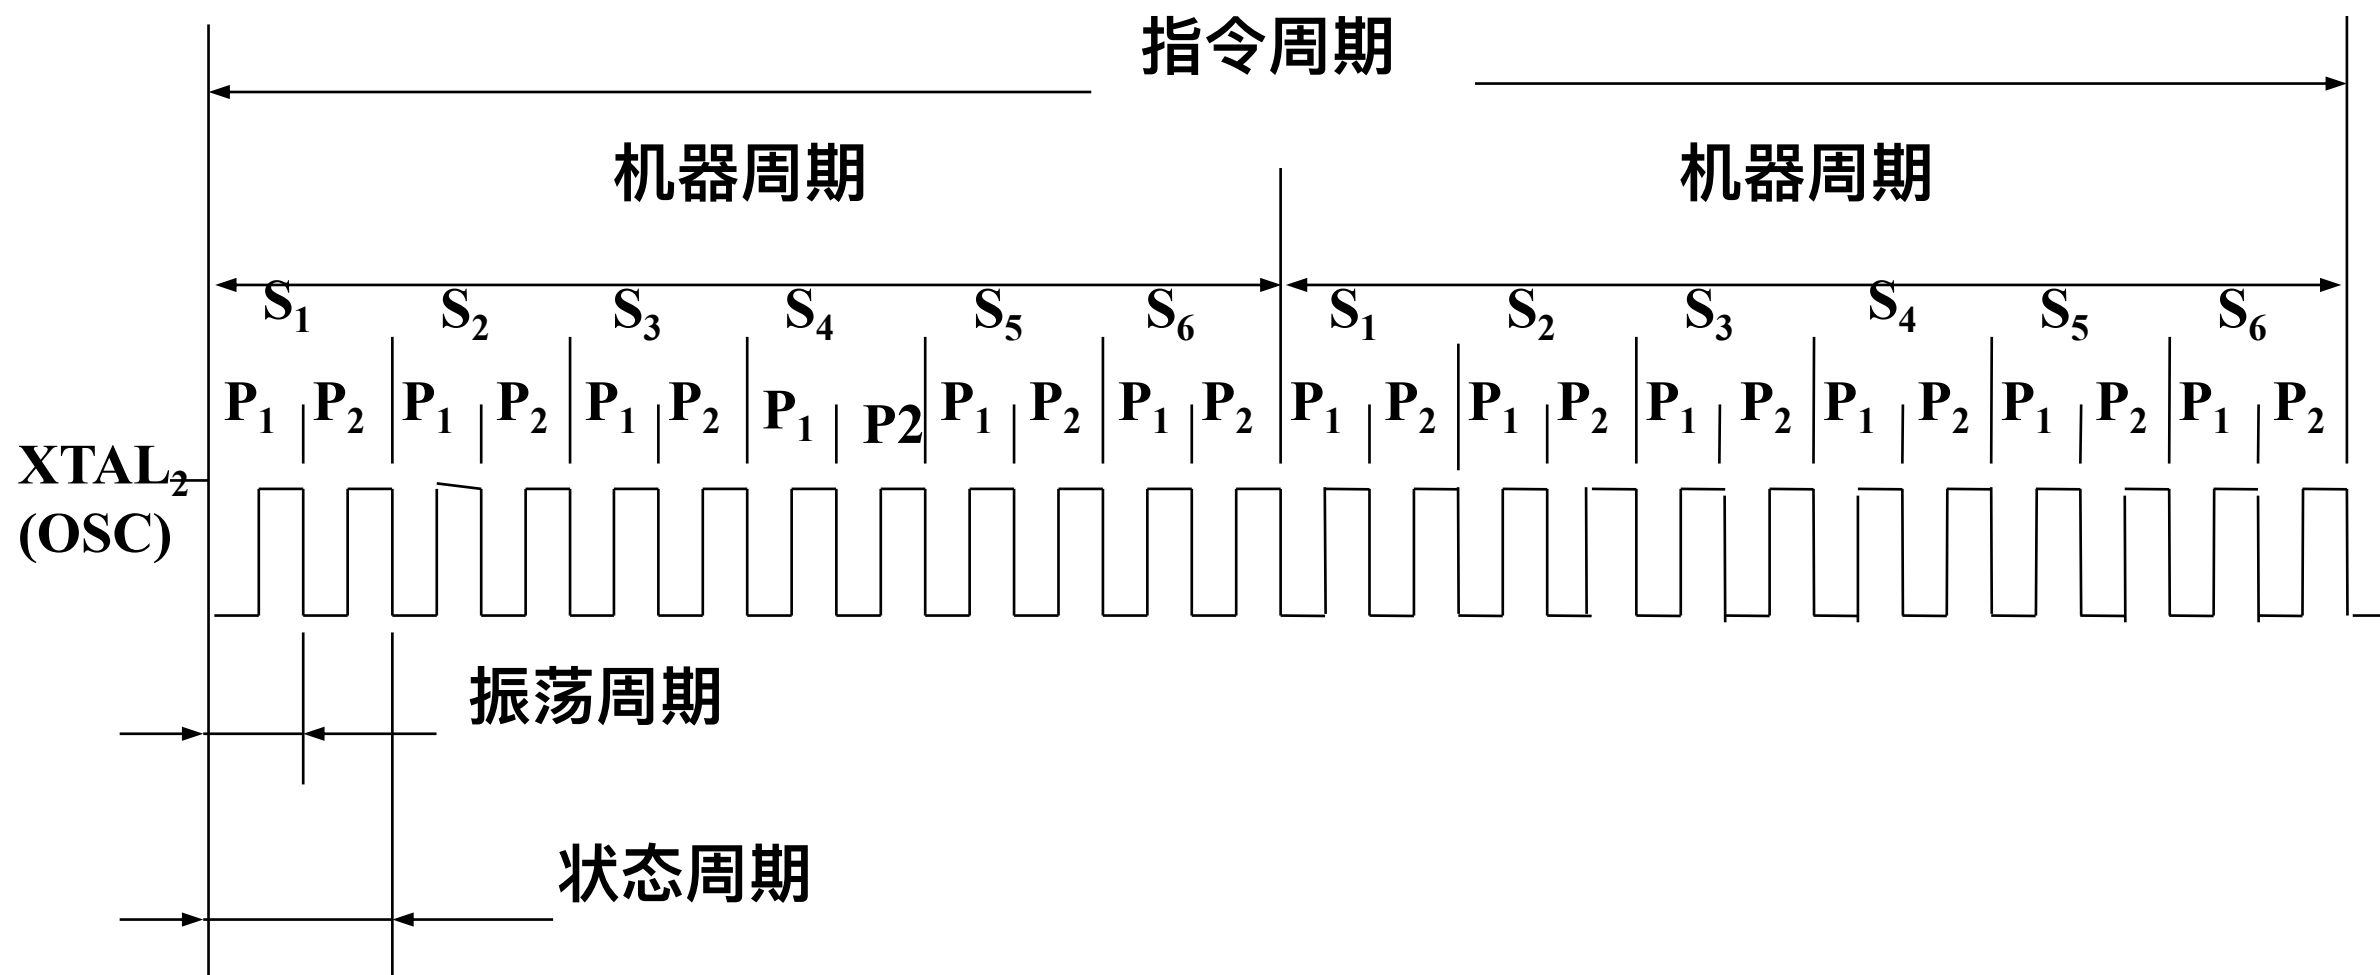 指令周期
机器周期 机器周期
S1 S2 S3 S4 S5 S6 S1 S2 S3 S4 S5 S6
P1 P2 P1 P2 P1 P2 P1 P2 P1 P2 P1 P2 P1 P2 P1 P2 P1 P2 P1 P2 P1 P2 P1 P2
XTAL2
(OSC)
振荡周期
状态周期